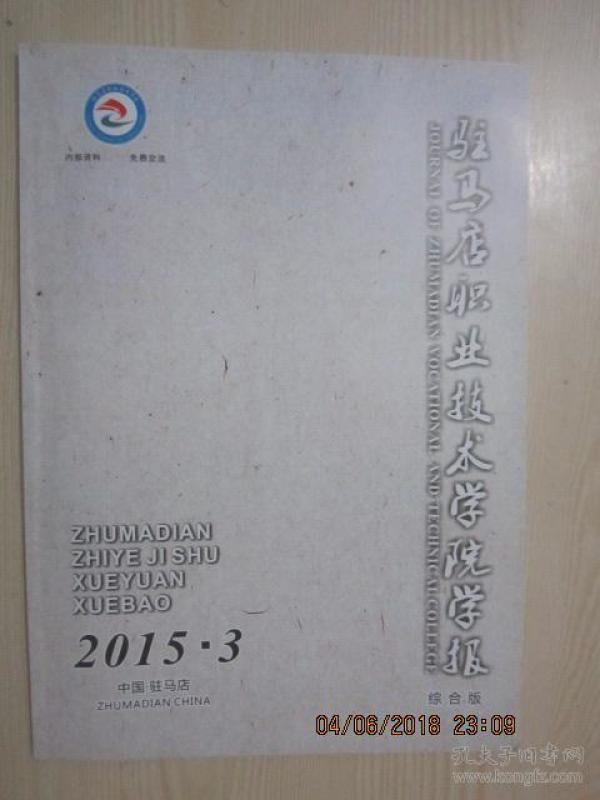 内部资料 免费交流
驻马店职业技术学院学报
JOURNAL OF ZHUMADIAN VOCATIONAL AND TECHNICAL COLLEGE
ZHUMADIAN
ZHIYE JI SHU
XUEYUAN
XUEBAO
2015·3
中国·驻马店
ZHUMADIAN CHINA
综合版
04/06/2018 23:09
孔夫子旧书网
www.kongfz.com